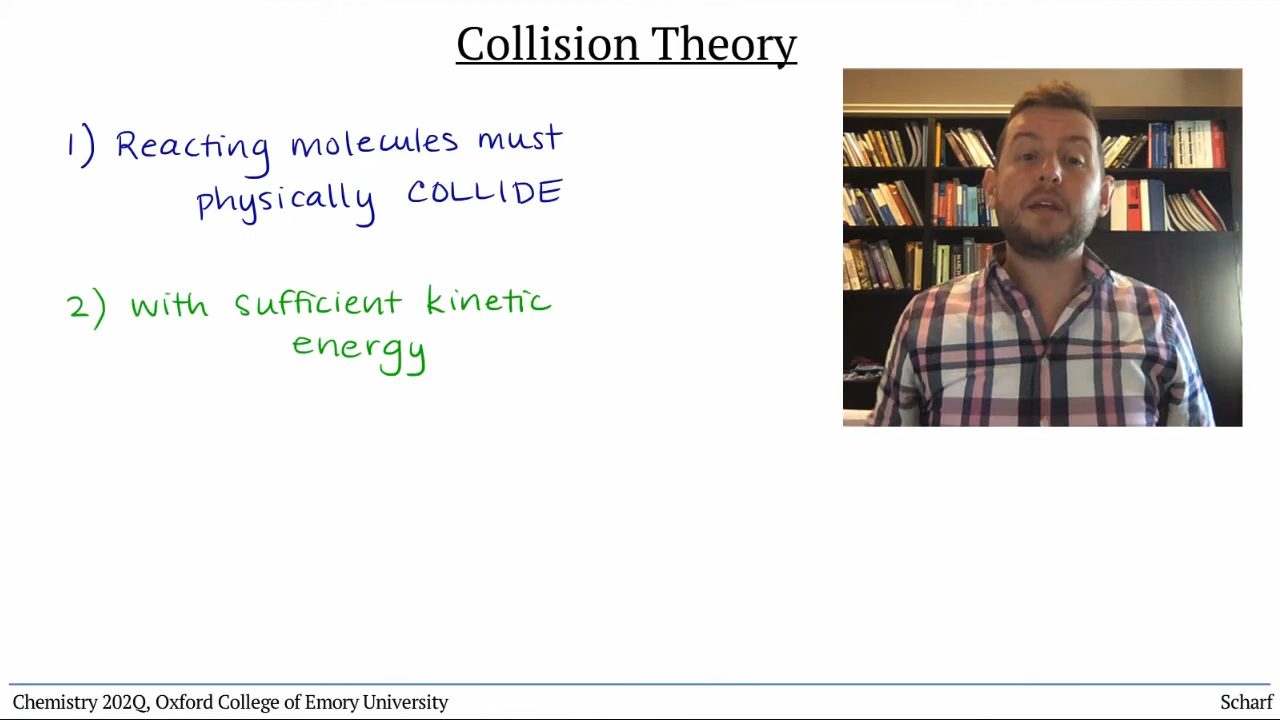 Collision Theory
1) Reacting molecules must
physically COLLIDE
2) with sufficient kinetic
energy
Chemistry 202Q, Oxford College of Emory University
Scharf